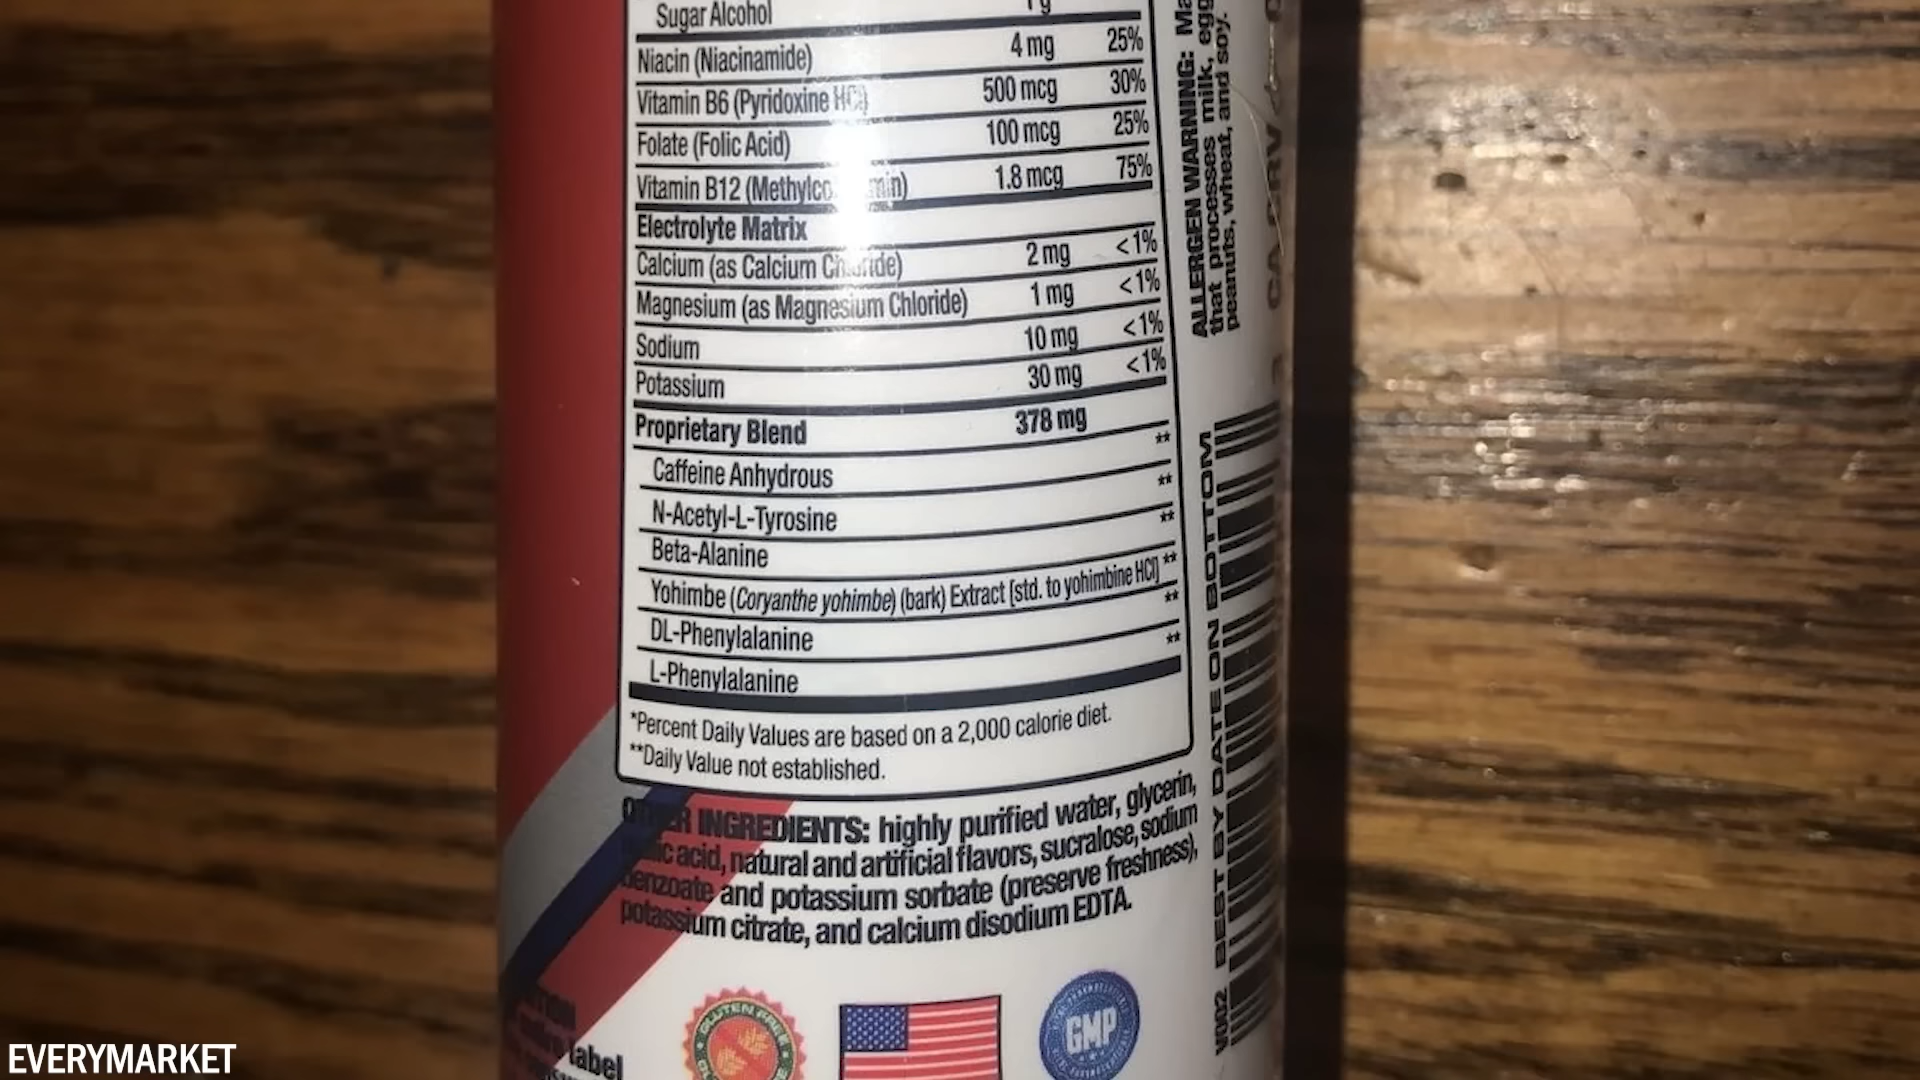 Sugar Alcohol
Niacin (Niacinamide) 4 mg 25%
Vitamin B6 (Pyridoxine HCl) 500 mcg 30%
Folate (Folic Acid) 100 mcg 25%
Vitamin B12 1.8 mcg 75%
Electrolyte Matrix
Calcium (as Calcium Chloride) 2 mg <1%
Magnesium (as Magnesium Chloride) 1 mg <1%
Sodium 10 mg <1%
Potassium 30 mg <1%
Proprietary Blend 378 mg
Caffeine Anhydrous **
N-Acetyl-L-Tyrosine **
Beta-Alanine **
Yohimbe (Coryanthe yohimbe) (bark) Extract [std. to yohimbine HCl] **
DL-Phenylalanine **
L-Phenylalanine **
*Percent Daily Values are based on a 2,000 calorie diet.
**Daily Value not established.
OTHER INGREDIENTS: highly purified water, glycerin,
acid, natural and artificial flavors, sucralose, sodium
benzoate and potassium sorbate (preserve freshness),
potassium citrate, and calcium disodium EDTA.
GLUTEN FREE
GMP
label
ALLERGEN WARNING:
that processes milk,
peanuts, wheat, and soy.
V002 BEST BY DATE ON BOTTOM
EVERYMARKET